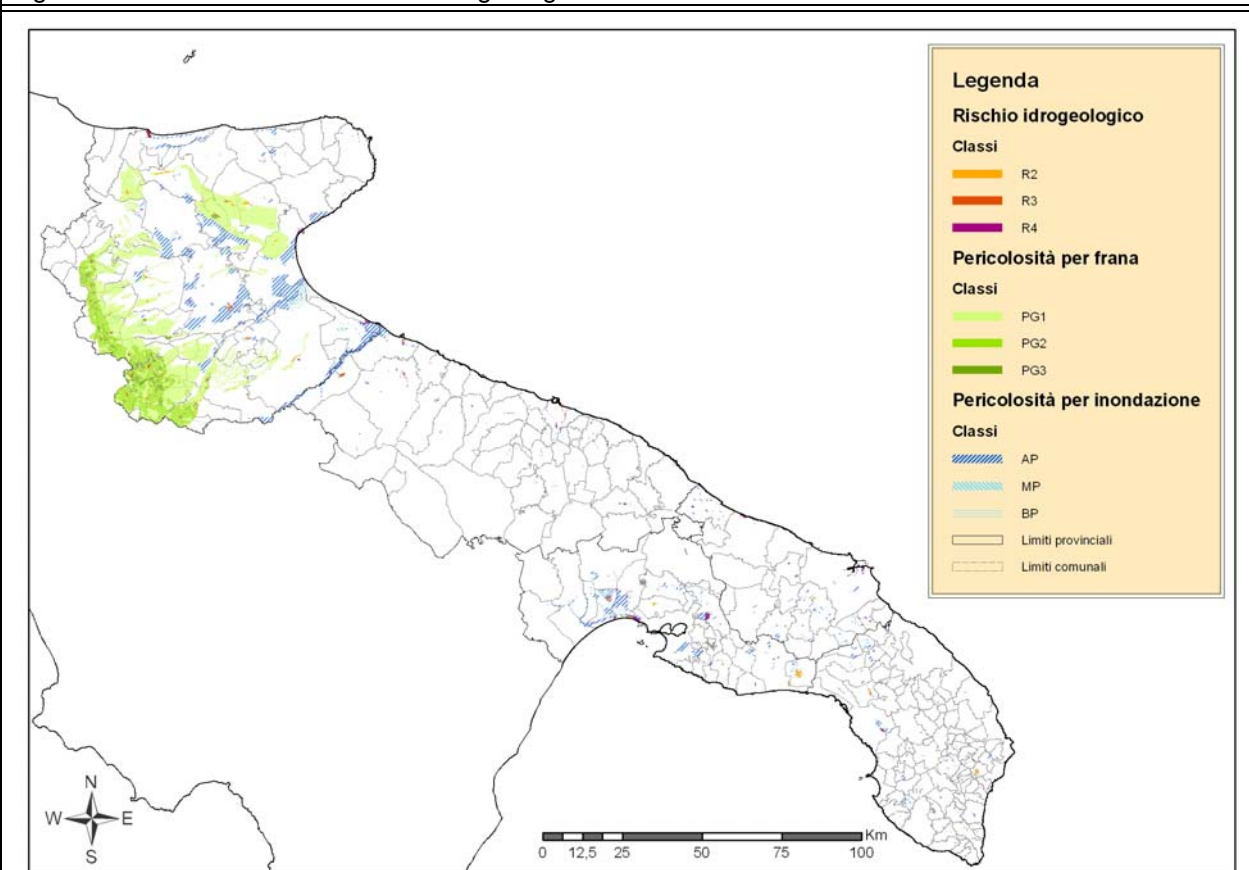 Legenda
Rischio idrogeologico
Classi
R2
R3
R4
Pericolosità per frana
Classi
PG1
PG2
PG3
Pericolosità per inondazione
Classi
AP
MP
BP
Limiti provinciali
Limiti comunali
N
W E
S
Km
0 12,5 25 50 75 100